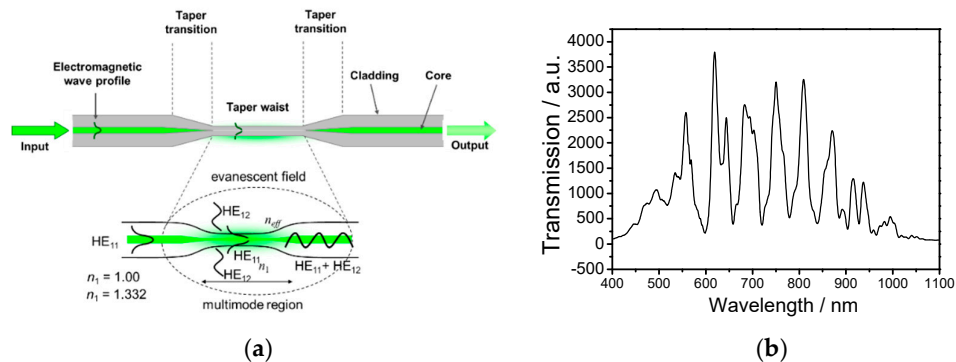 Taper
transition
Taper
transition
Electromagnetic
wave profile
Cladding
Core
Taper waist
Input
Output
evanescent field
HE12
neff
HE11
HE11
n1
HE12
HE11 + HE12
n1 = 1.00
n1 = 1.332
multimode region
(a)
4000
3500
3000
2500
2000
1500
1000
500
0
-500
Transmission / a.u.
400 500 600 700 800 900 1000 1100
Wavelength / nm
(b)